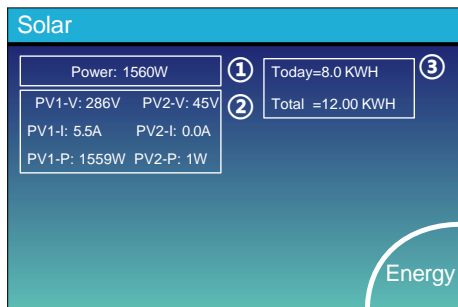 Solar
Power: 1560W
①
PV1-V: 286V PV2-V: 45V
②
PV1-I: 5.5A PV2-I: 0.0A
PV1-P: 1559W PV2-P: 1W
Today=8.0 KWH
③
Total =12.00 KWH
Energy